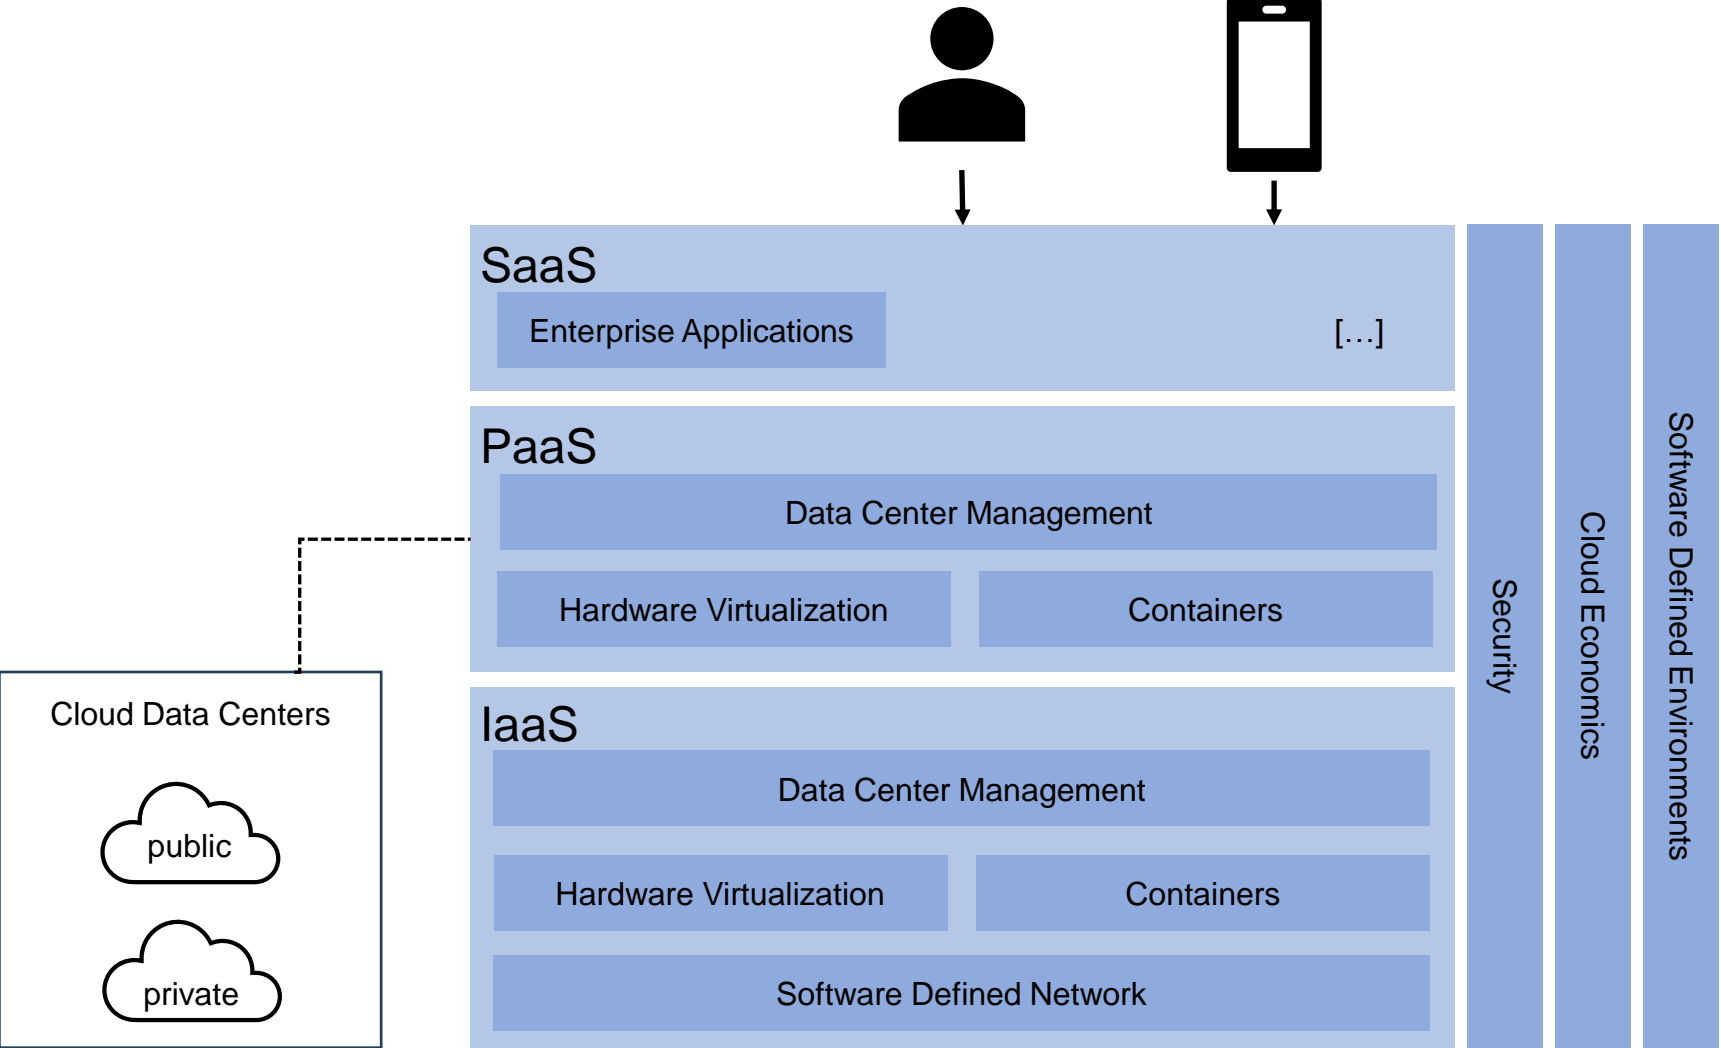 SaaS
Enterprise Applications
[…]
PaaS
Data Center Management
Hardware Virtualization
Containers
IaaS
Data Center Management
Hardware Virtualization
Containers
Software Defined Network
Security
Cloud Economics
Software Defined Environments
Cloud Data Centers
public
private